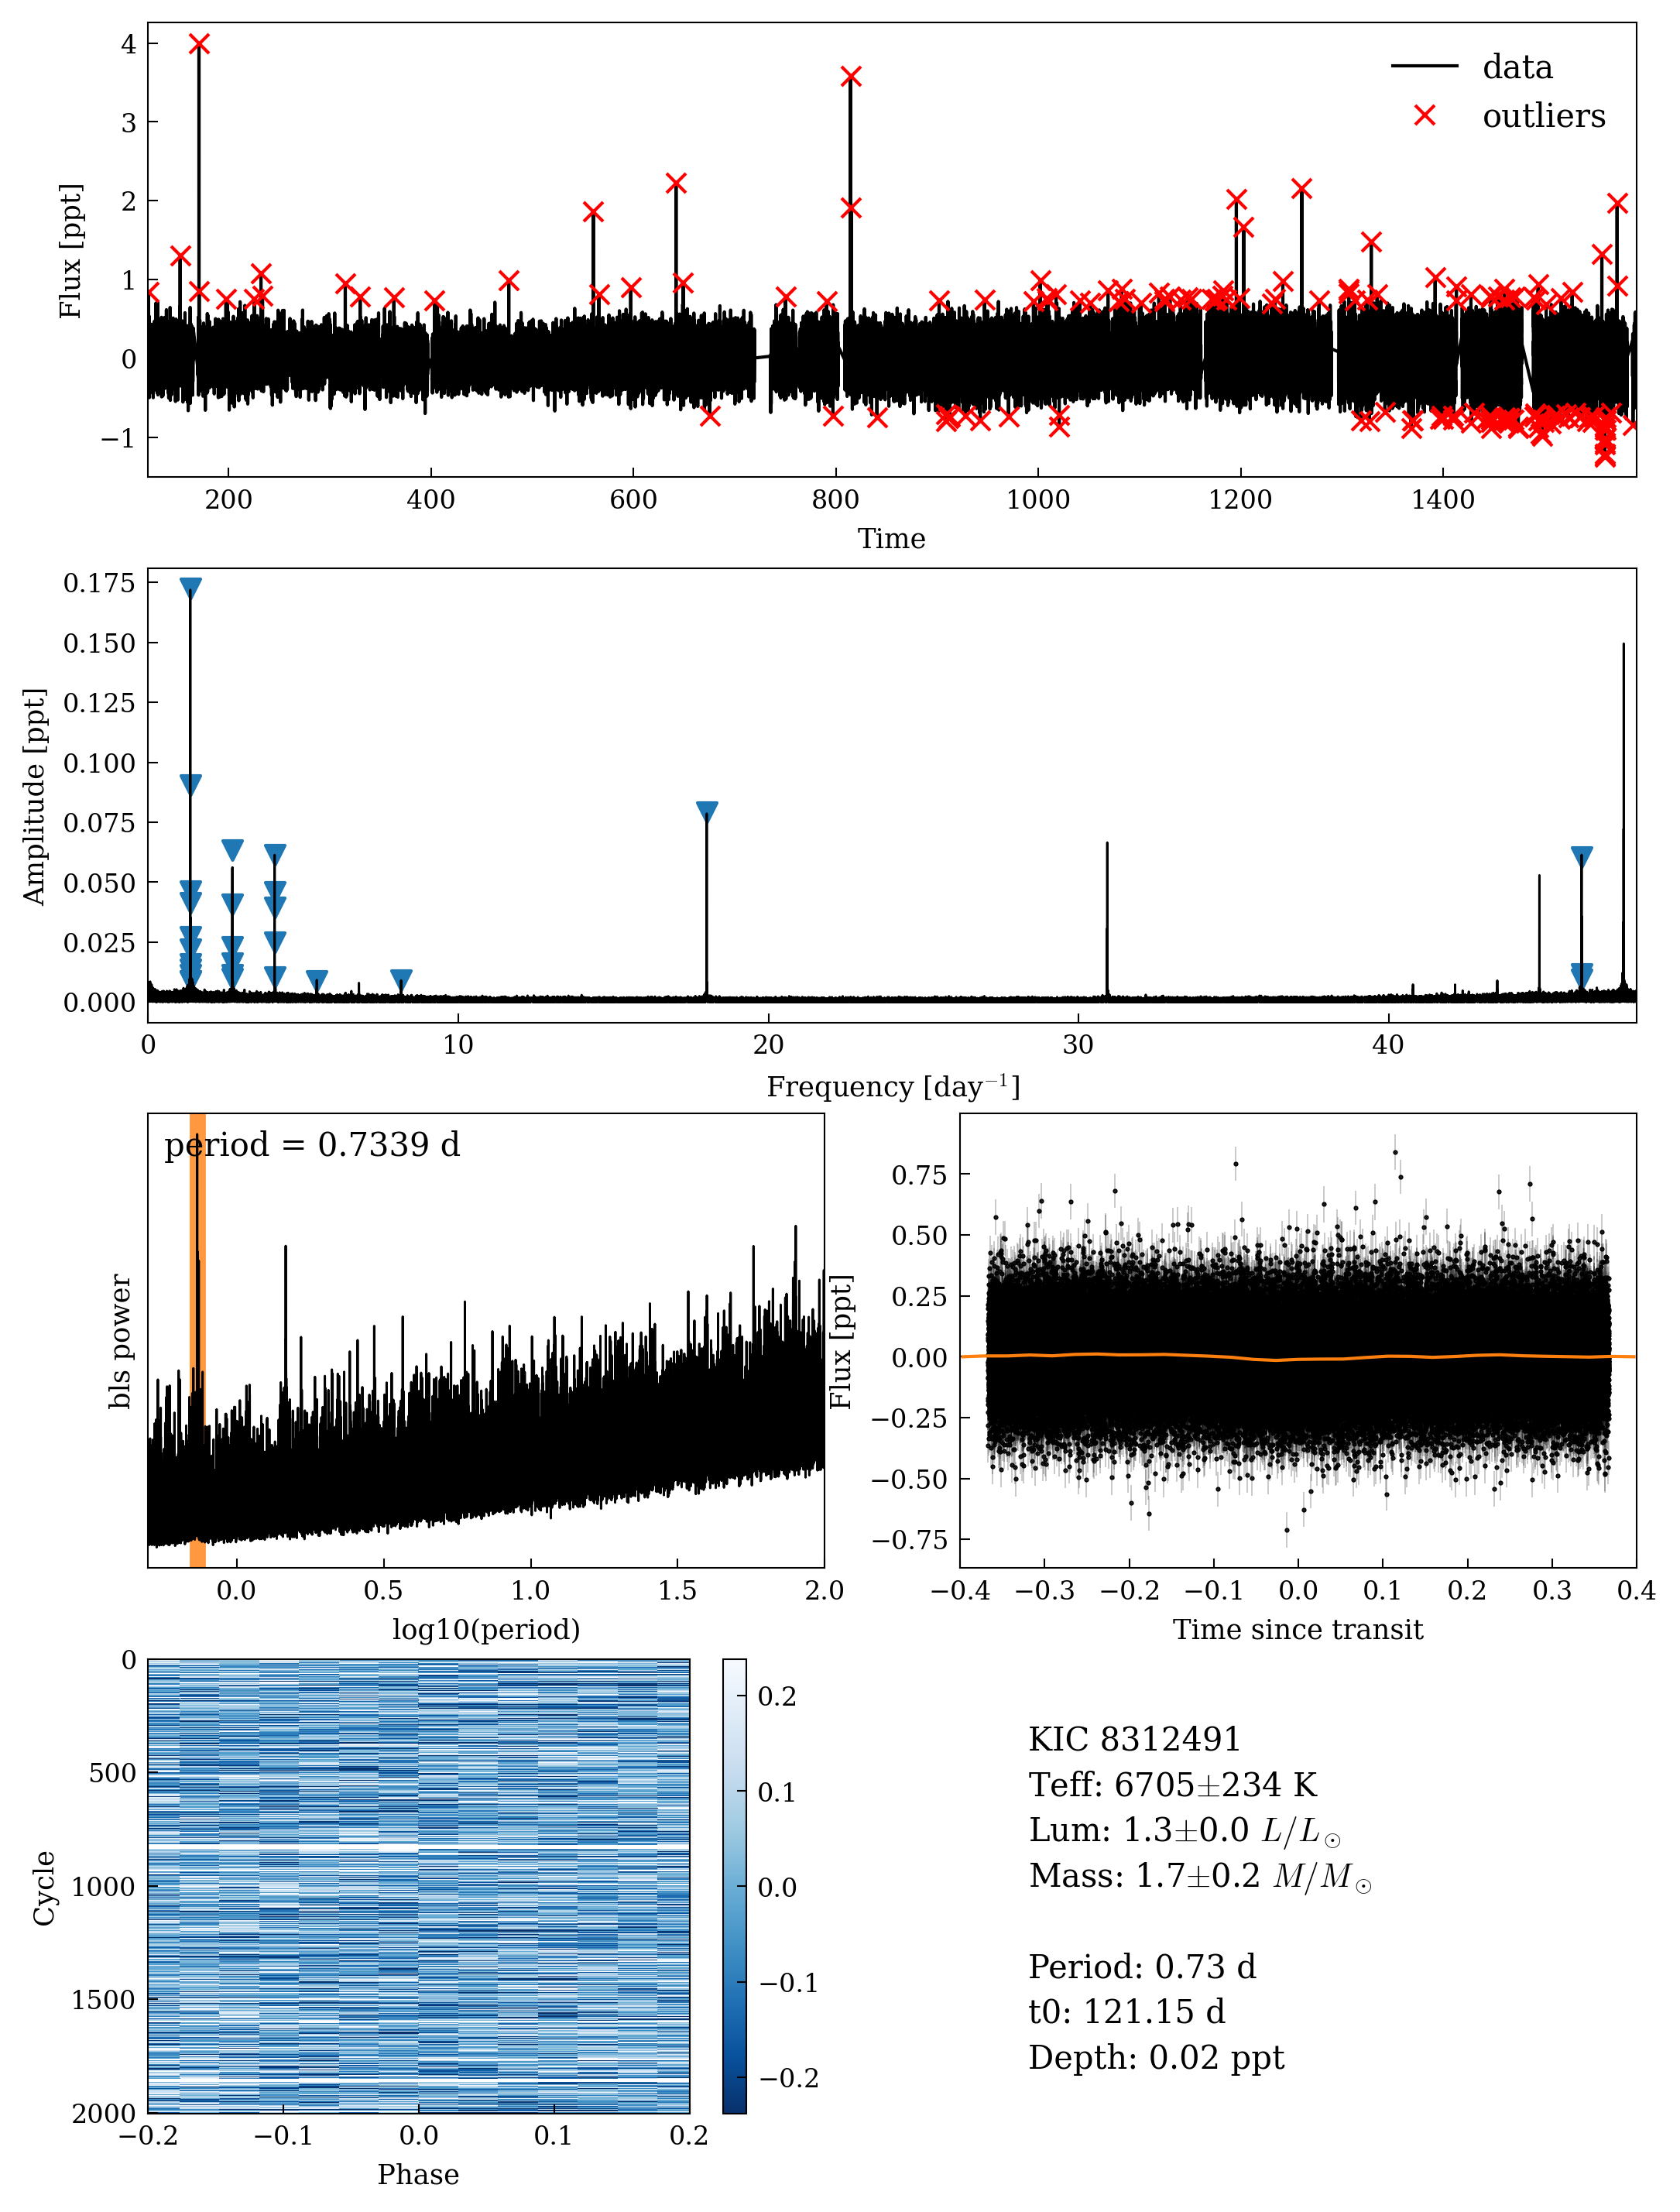 4
3
2
1
0
−1
Flux [ppt]
data
outliers
200 400 600 800 1000 1200 1400
Time
0.175
0.150
0.125
0.100
0.075
0.050
0.025
0.000
Amplitude [ppt]
0 10 20 30 40
Frequency [day⁻¹]
period = 0.7339 d
bls power
0.0 0.5 1.0 1.5 2.0
log10(period)
0.75
0.50
0.25
0.00
−0.25
−0.50
−0.75
Flux [ppt]
−0.4 −0.3 −0.2 −0.1 0.0 0.1 0.2 0.3 0.4
Time since transit
0
500
1000
1500
2000
Cycle
−0.2 −0.1 0.0 0.1 0.2
Phase
0.2
0.1
0.0
−0.1
−0.2
KIC 8312491
Teff: 6705±234 K
Lum: 1.3±0.0 L/L⊙
Mass: 1.7±0.2 M/M⊙
Period: 0.73 d
t0: 121.15 d
Depth: 0.02 ppt